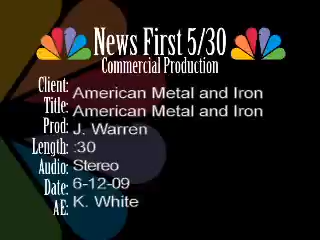 News First 5/30
Commercial Production
Client: American Metal and Iron
Title: American Metal and Iron
Prod: J. Warren
Length: :30
Audio: Stereo
Date: 6-12-09
AE: K. White